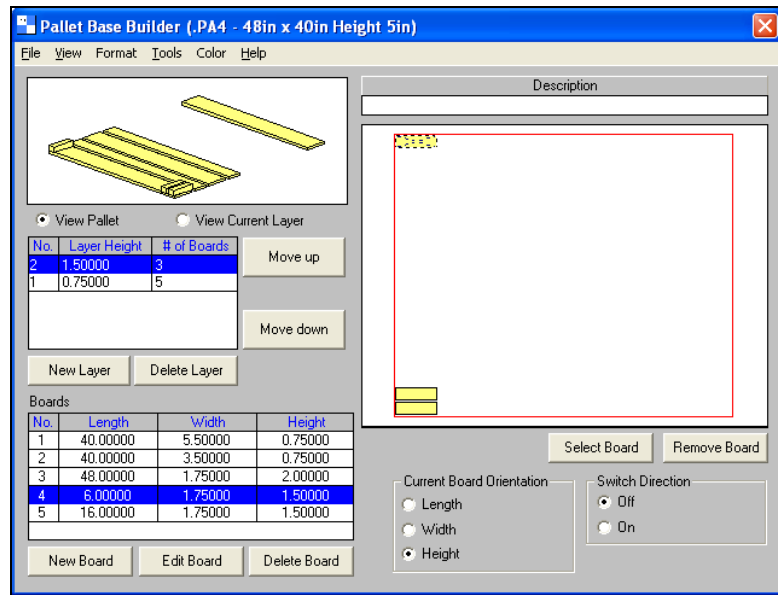 Pallet Base Builder (.PA4 - 48in x 40in Height 5in)
File View Format Tools Color Help
Description
View Pallet View Current Layer
No. Layer Height # of Boards
2 1.50000 3
1 0.75000 5
Move up
Move down
New Layer Delete Layer
Boards
No. Length Width Height
1 40.00000 5.50000 0.75000
2 40.00000 3.50000 0.75000
3 48.00000 1.75000 2.00000
4 6.00000 1.75000 1.50000
5 16.00000 1.75000 1.50000
New Board Edit Board Delete Board
Select Board Remove Board
Current Board Orientation
Length
Width
Height
Switch Direction
Off
On